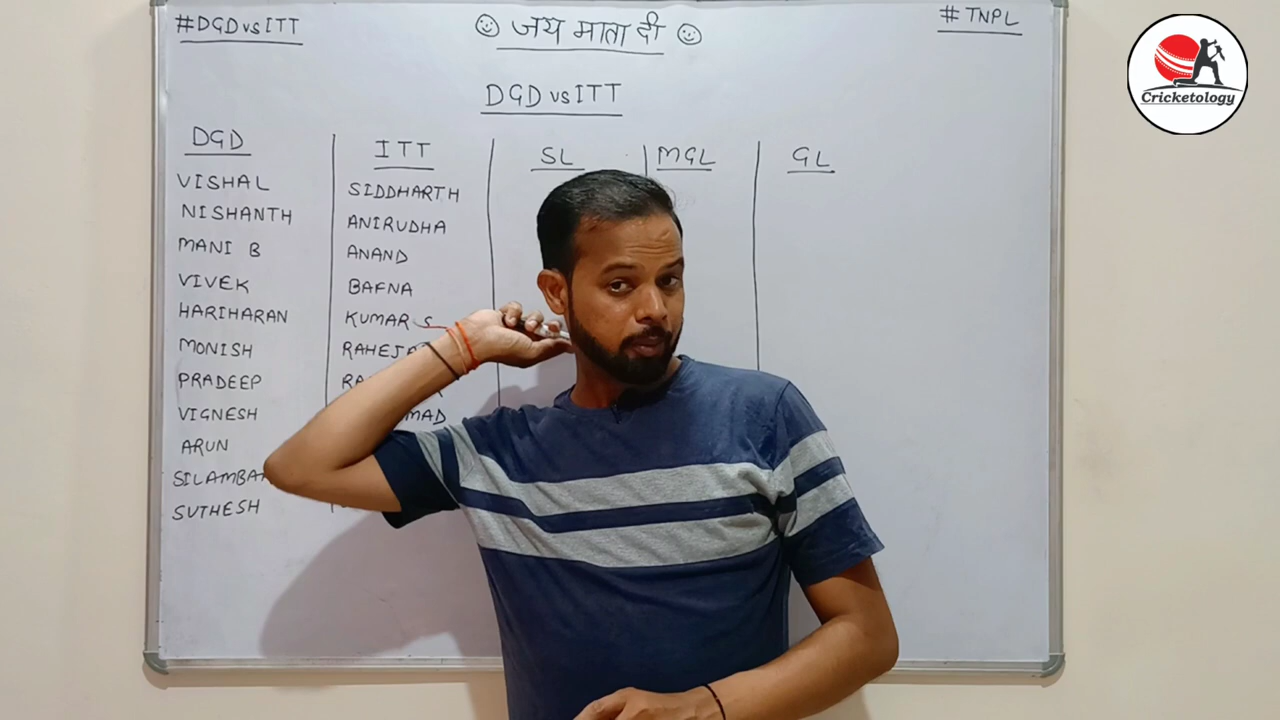 #DGDvsITT
☺ जय माता दी ☺
#TNPL
Cricketology
DGD vs ITT
DGD
VISHAL
NISHANTH
MANI B
VIVEK
HARIHARAN
MONISH
PRADEEP
VIGNESH
ARUN
SUTHESH
ITT
SIDDHARTH
ANIRUDHA
ANAND
BAFNA
KUMAR S
SL
MGL
GL